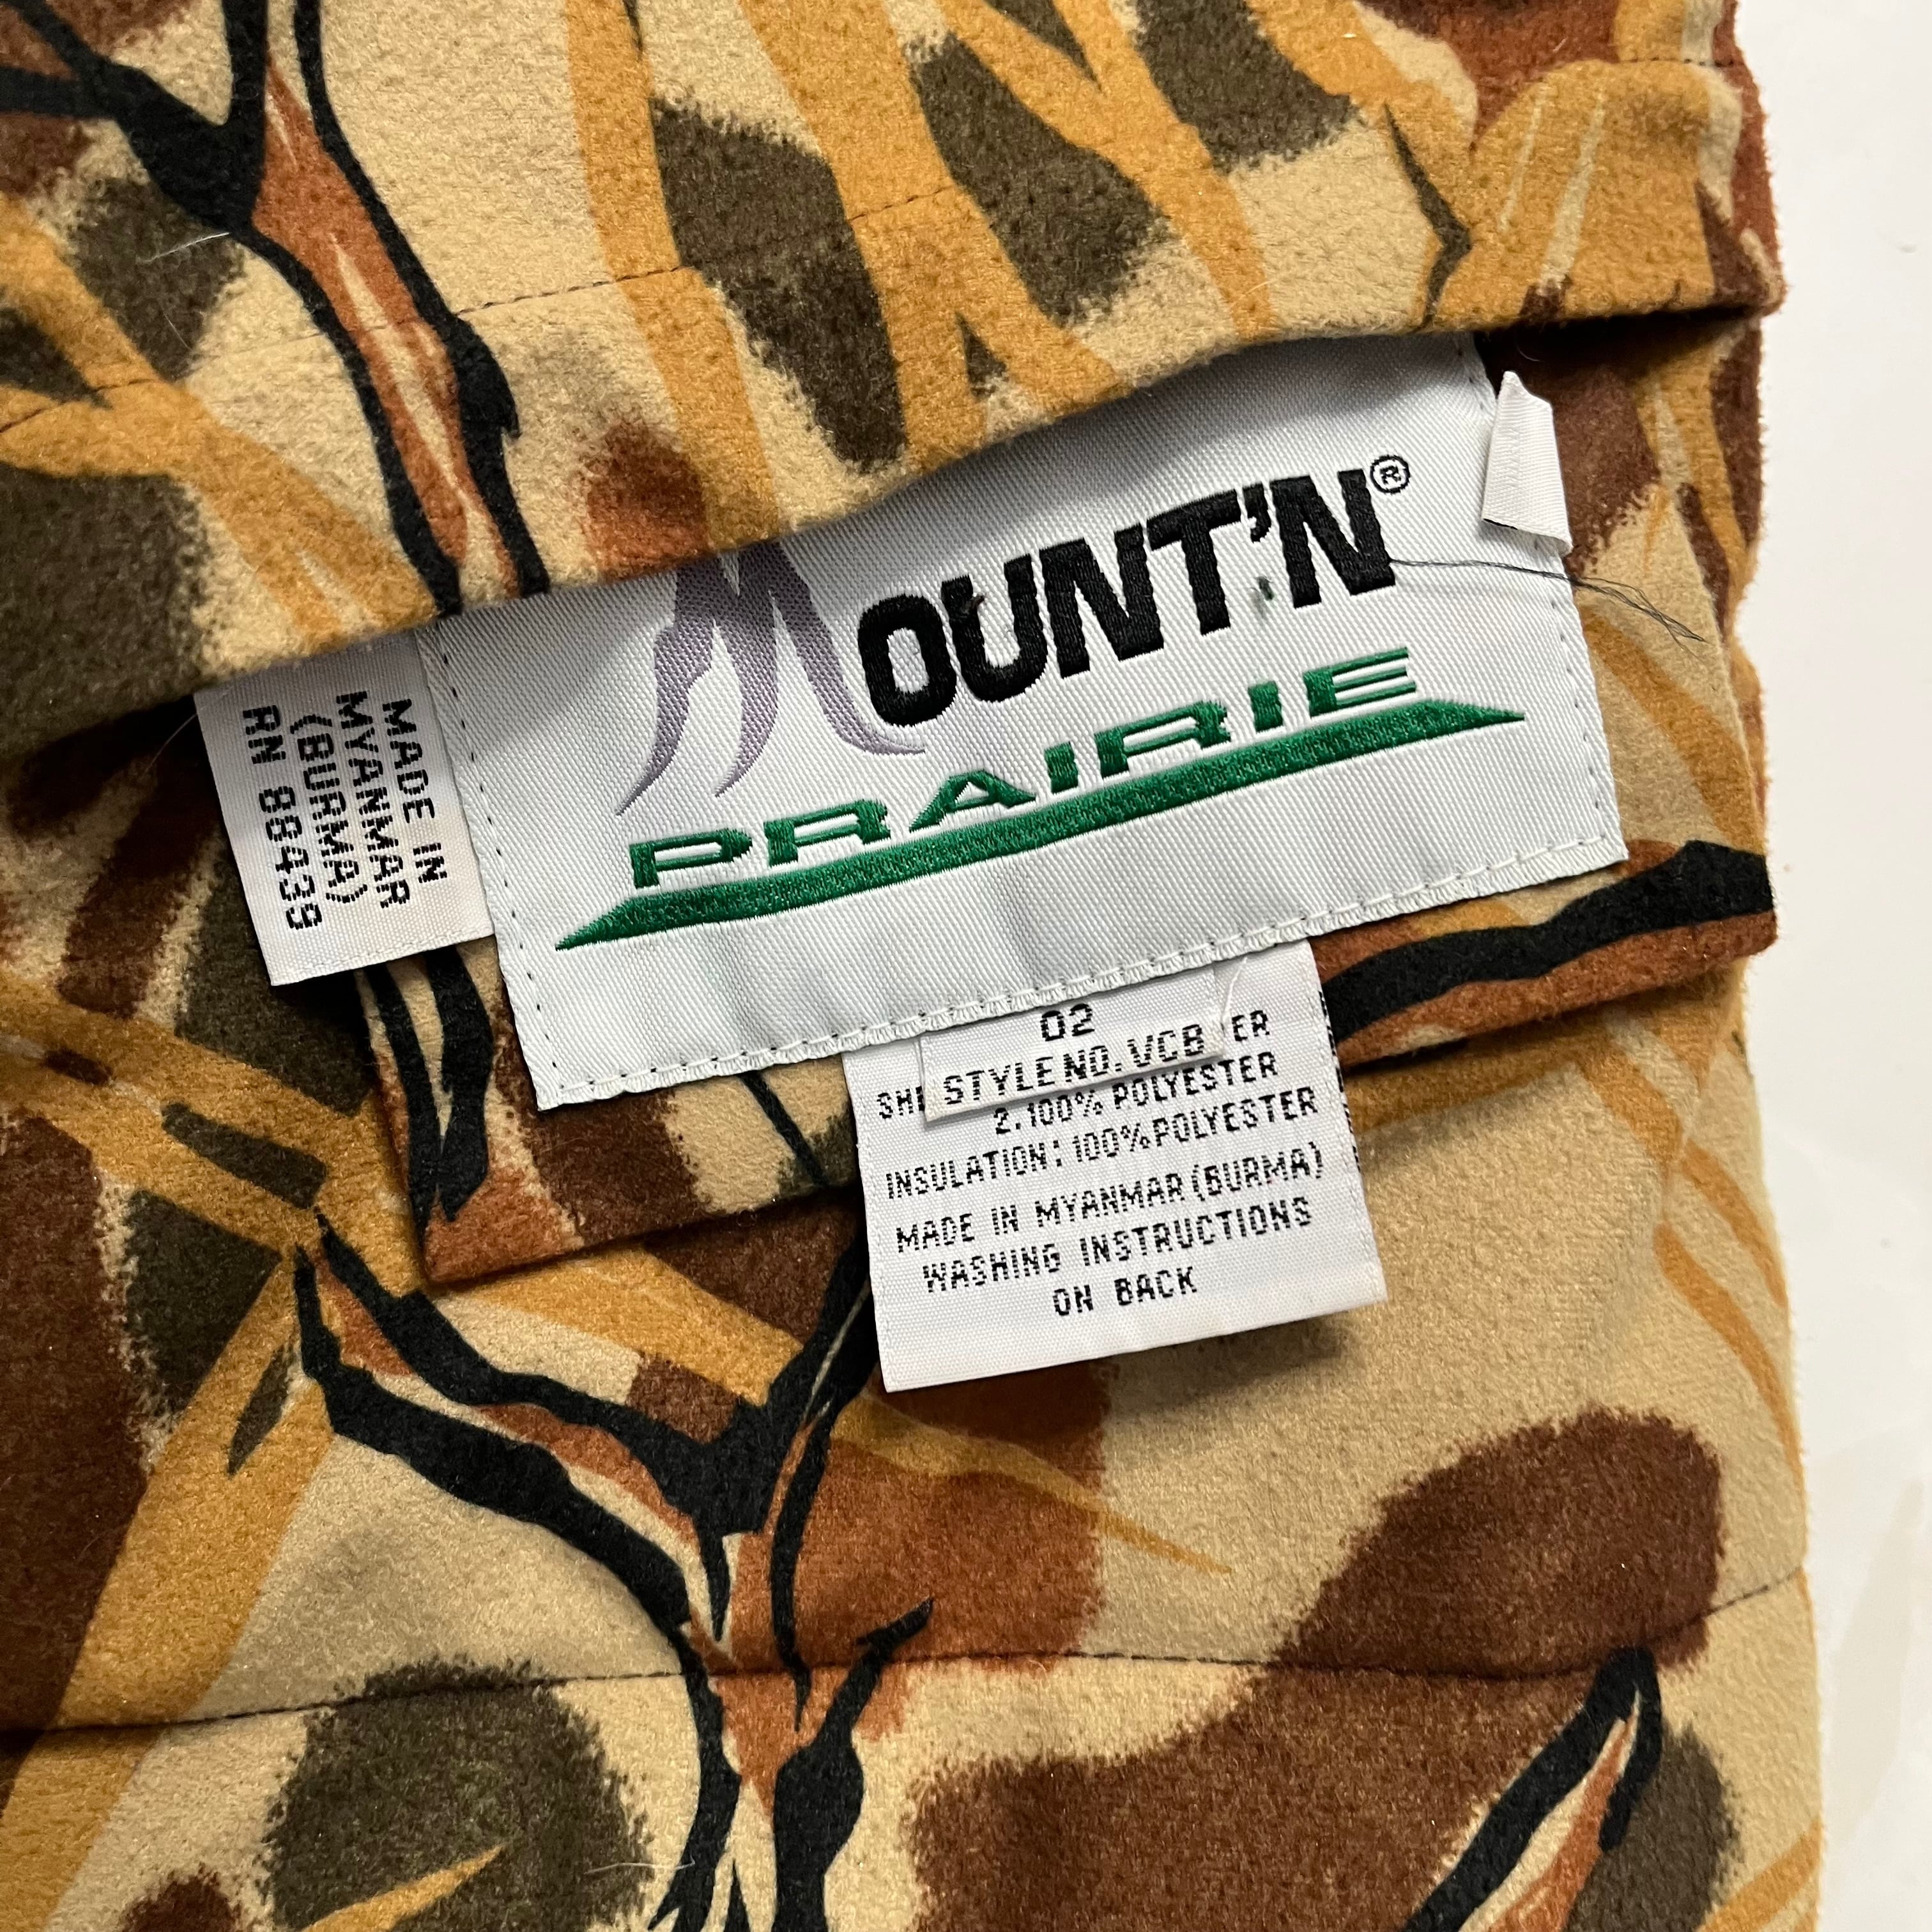 MOUNT'N®
PRAIRIE
MADE IN
MYANMAR
(BURMA)
RN 88439
02
STYLE NO. VCB
2.100% POLYESTER
INSULATION: 100% POLYESTER
MADE IN MYANMAR (BURMA)
WASHING INSTRUCTIONS
ON BACK